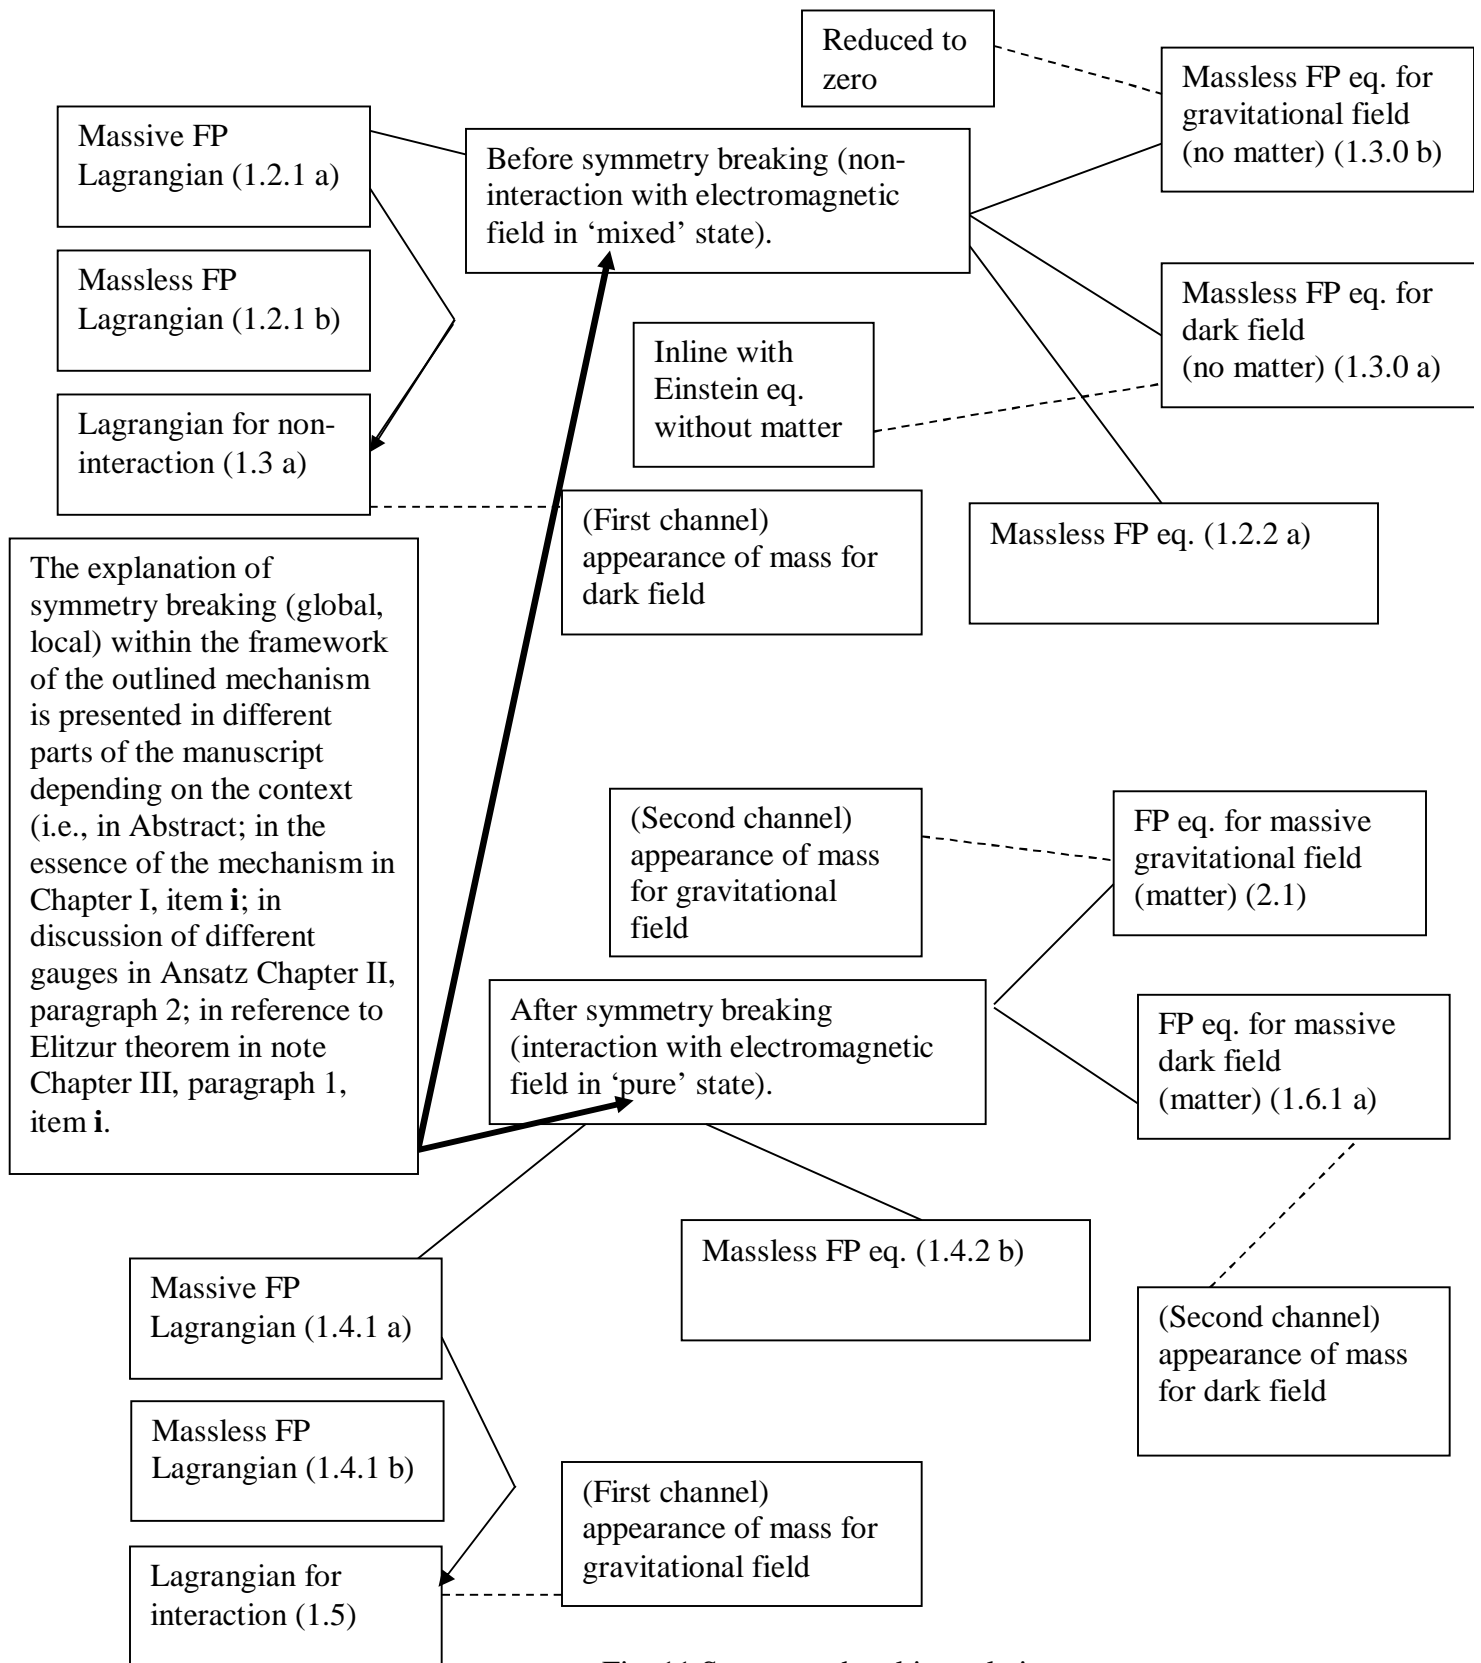 Reduced to
zero
Massless FP eq. for
gravitational field
(no matter) (1.3.0 b)
Massive FP
Lagrangian (1.2.1 a)
Before symmetry breaking (non-
interaction with electromagnetic
field in ‘mixed’ state).
Massless FP
Lagrangian (1.2.1 b)
Massless FP eq. for
dark field
(no matter) (1.3.0 a)
Inline with
Einstein eq.
without matter
Lagrangian for non-
interaction (1.3 a)
(First channel)
appearance of mass for
dark field
Massless FP eq. (1.2.2 a)
The explanation of
symmetry breaking (global,
local) within the framework
of the outlined mechanism
is presented in different
parts of the manuscript
depending on the context
(i.e., in Abstract; in the
essence of the mechanism in
Chapter I, item i; in
discussion of different
gauges in Ansatz Chapter II,
paragraph 2; in reference to
Elitzur theorem in note
Chapter III, paragraph 1,
item i.
(Second channel)
appearance of mass
for gravitational
field
FP eq. for massive
gravitational field
(matter) (2.1)
After symmetry breaking
(interaction with electromagnetic
field in ‘pure’ state).
FP eq. for massive
dark field
(matter) (1.6.1 a)
Massless FP eq. (1.4.2 b)
Massive FP
Lagrangian (1.4.1 a)
(Second channel)
appearance of mass
for dark field
Massless FP
Lagrangian (1.4.1 b)
(First channel)
appearance of mass for
gravitational field
Lagrangian for
interaction (1.5)